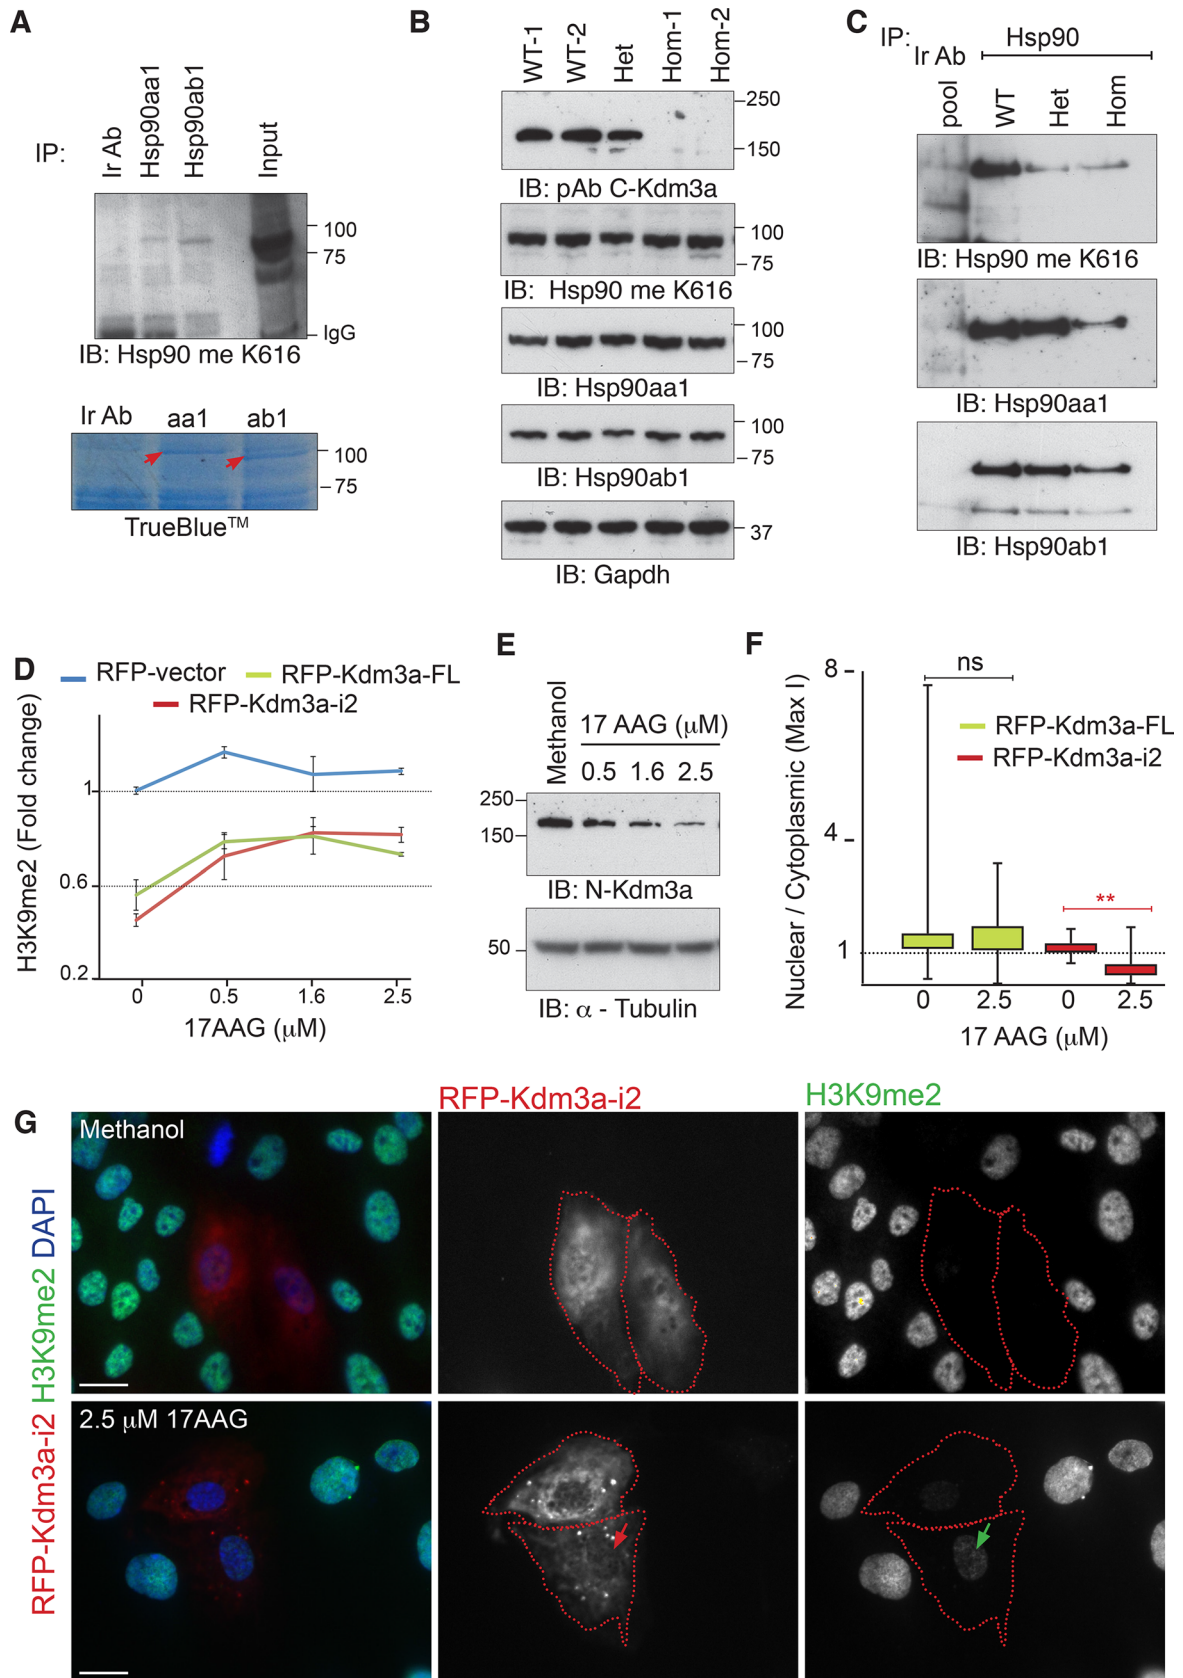 A
IP:
Ir Ab
Hsp90aa1
Hsp90ab1
Input
100
75
IgG
IB: Hsp90 me K616
Ir Ab aa1 ab1
100
75
TrueBlue™
B
WT-1
WT-2
Het
Hom-1
Hom-2
250
150
IB: pAb C-Kdm3a
100
75
IB: Hsp90 me K616
100
75
IB: Hsp90aa1
100
75
IB: Hsp90ab1
37
IB: Gapdh
C
IP: Ir Ab Hsp90
pool
WT
Het
Hom
IB: Hsp90 me K616
IB: Hsp90aa1
IB: Hsp90ab1
D
RFP-vector RFP-Kdm3a-FL
RFP-Kdm3a-i2
H3K9me2 (Fold change)
1
0.6
0.2
0 0.5 1.6 2.5
17AAG (μM)
E
Methanol
17 AAG (μM)
0.5 1.6 2.5
250
150
IB: N-Kdm3a
50
IB: α - Tubulin
F
Nuclear / Cytoplasmic (Max I)
8
4
1
ns
RFP-Kdm3a-FL
RFP-Kdm3a-i2
**
0 2.5 0 2.5
17 AAG (μM)
G
RFP-Kdm3a-i2 H3K9me2 DAPI
RFP-Kdm3a-i2
H3K9me2
Methanol
2.5 μM 17AAG